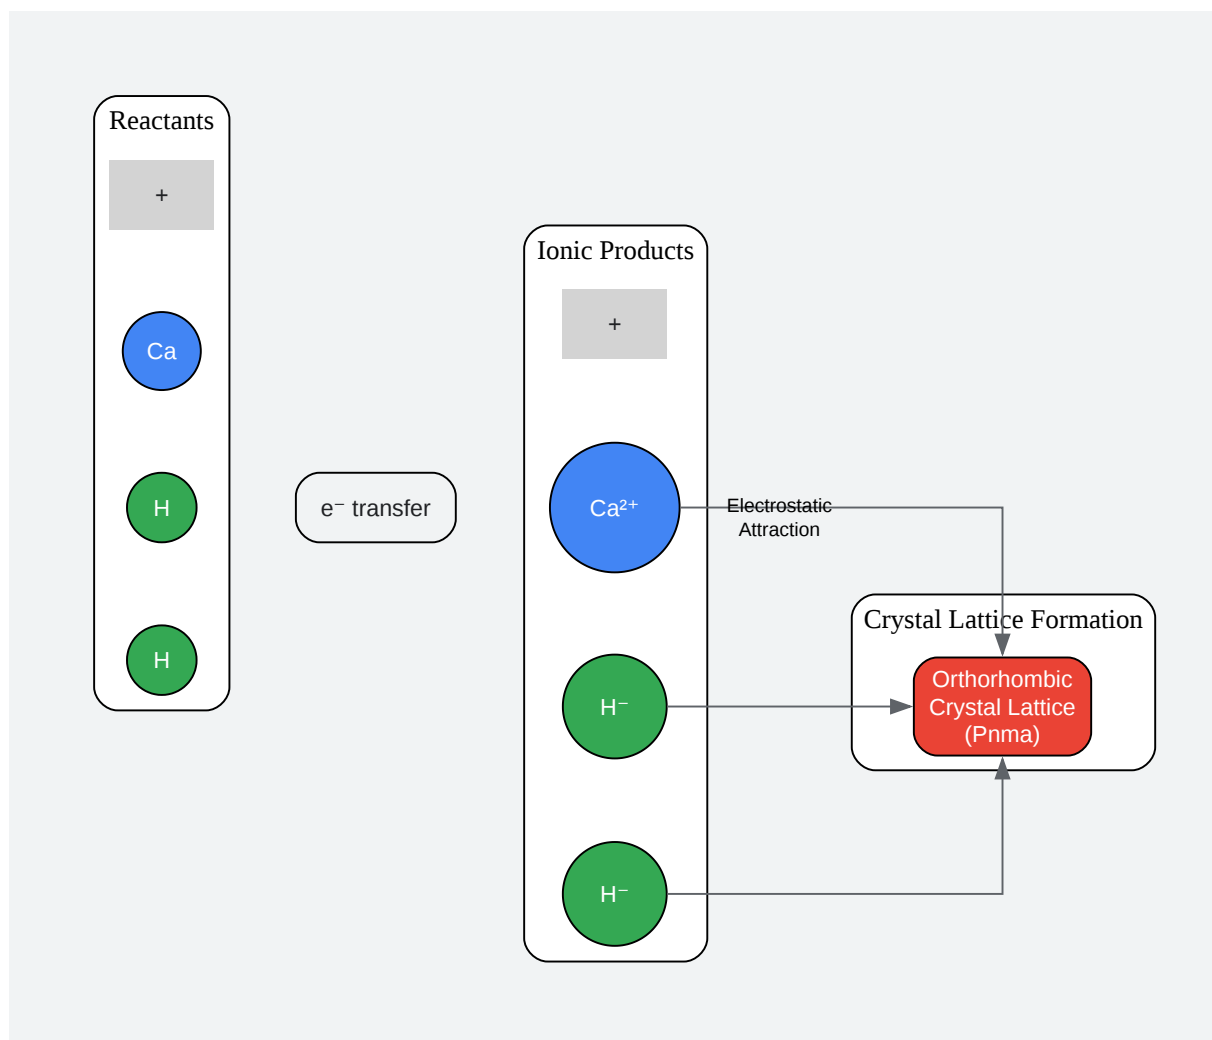 Reactants
+
Ca
H
H
e⁻ transfer
Ionic Products
+
Ca²⁺
H⁻
H⁻
Electrostatic
Attraction
Crystal Lattice Formation
Orthorhombic
Crystal Lattice
(Pnma)